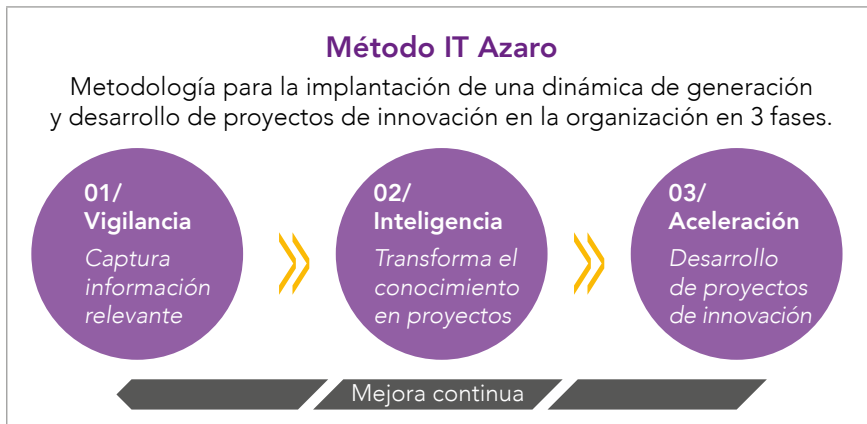 Método IT Azaro
Metodología para la implantación de una dinámica de generación
y desarrollo de proyectos de innovación en la organización en 3 fases.
01/
Vigilancia
Captura
información
relevante
02/
Inteligencia
Transforma el
conocimiento
en proyectos
03/
Aceleración
Desarrollo
de proyectos
de innovación
Mejora continua